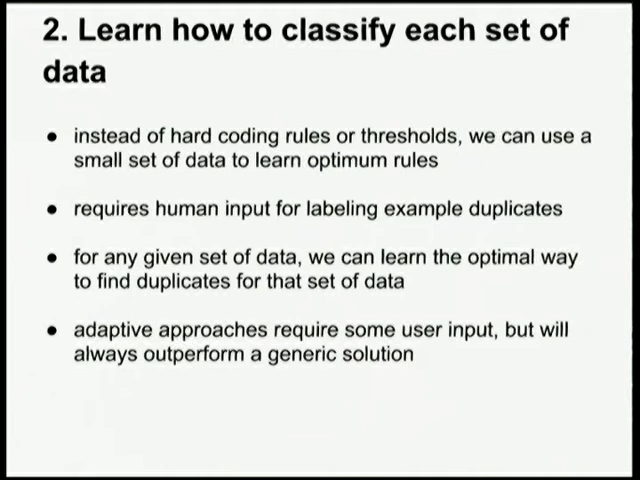 2. Learn how to classify each set of
data
● instead of hard coding rules or thresholds, we can use a
small set of data to learn optimum rules
● requires human input for labeling example duplicates
● for any given set of data, we can learn the optimal way
to find duplicates for that set of data
● adaptive approaches require some user input, but will
always outperform a generic solution